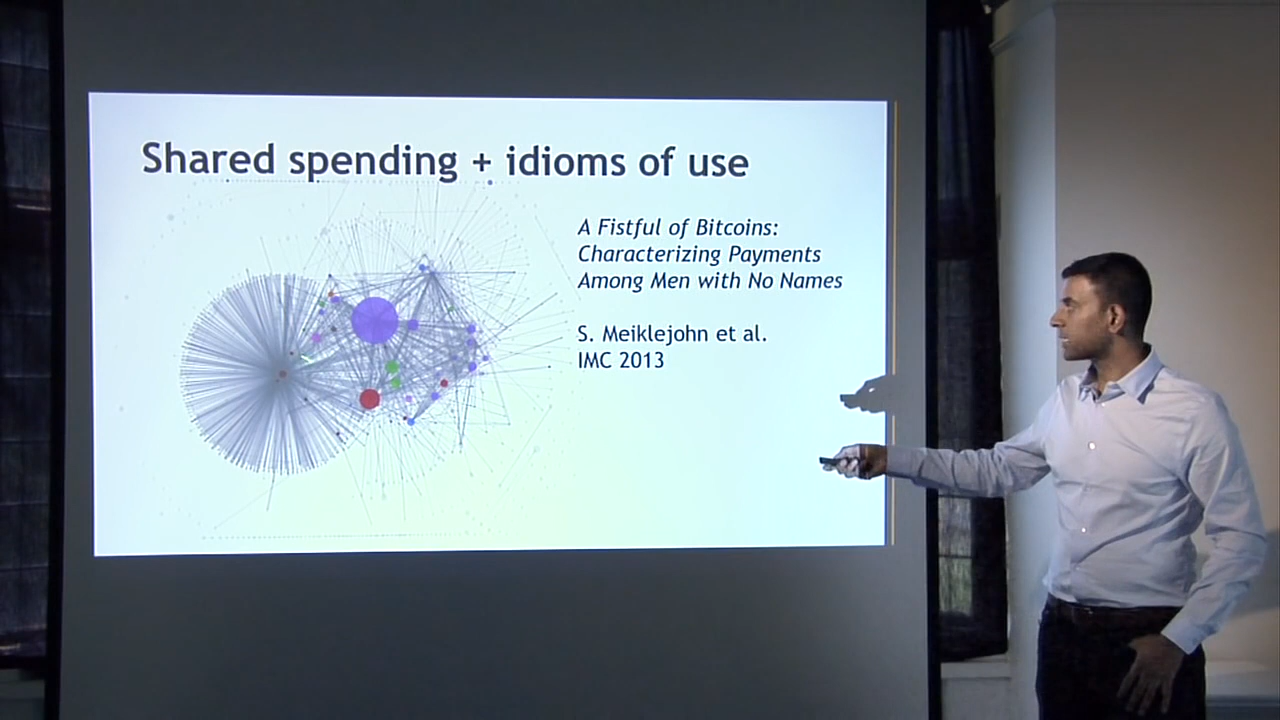 Shared spending + idioms of use
A Fistful of Bitcoins:
Characterizing Payments
Among Men with No Names
S. Meiklejohn et al.
IMC 2013